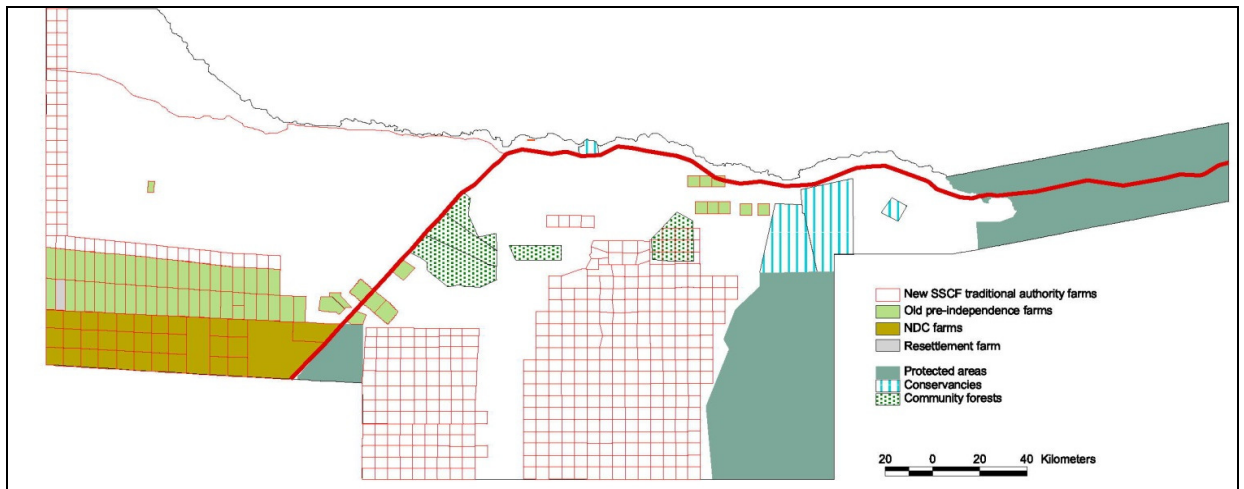 New SSCF traditional authority farms
Old pre-independence farms
NDC farms
Resettlement farm
Protected areas
Conservancies
Community forests
20 0 20 40 Kilometers